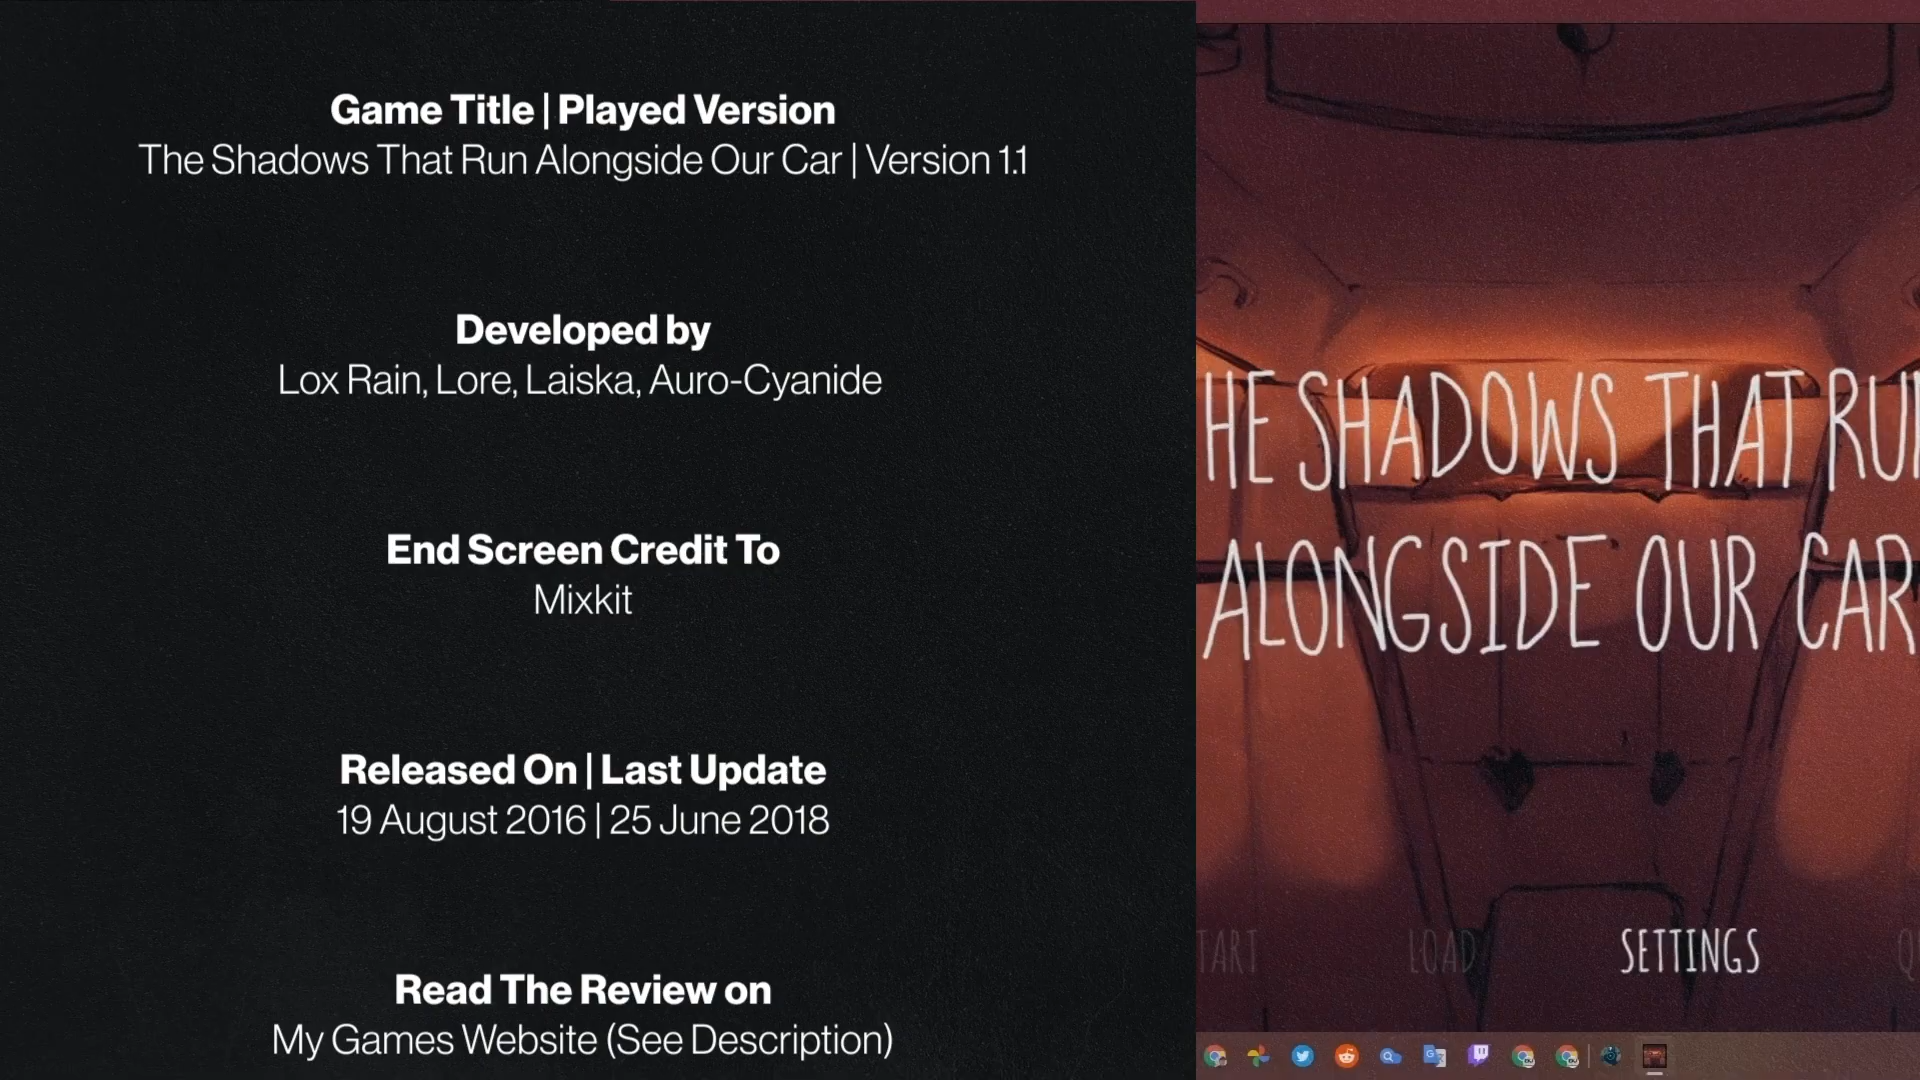 Game Title | Played Version
The Shadows That Run Alongside Our Car | Version 1.1
Developed by
Lox Rain, Lore, Laiska, Auro-Cyanide
End Screen Credit To
Mixkit
Released On | Last Update
19 August 2016 | 25 June 2018
Read The Review on
My Games Website (See Description)
HE SHADOWS THAT RUN
ALONGSIDE OUR CAR
TART LOAD SETTINGS Q